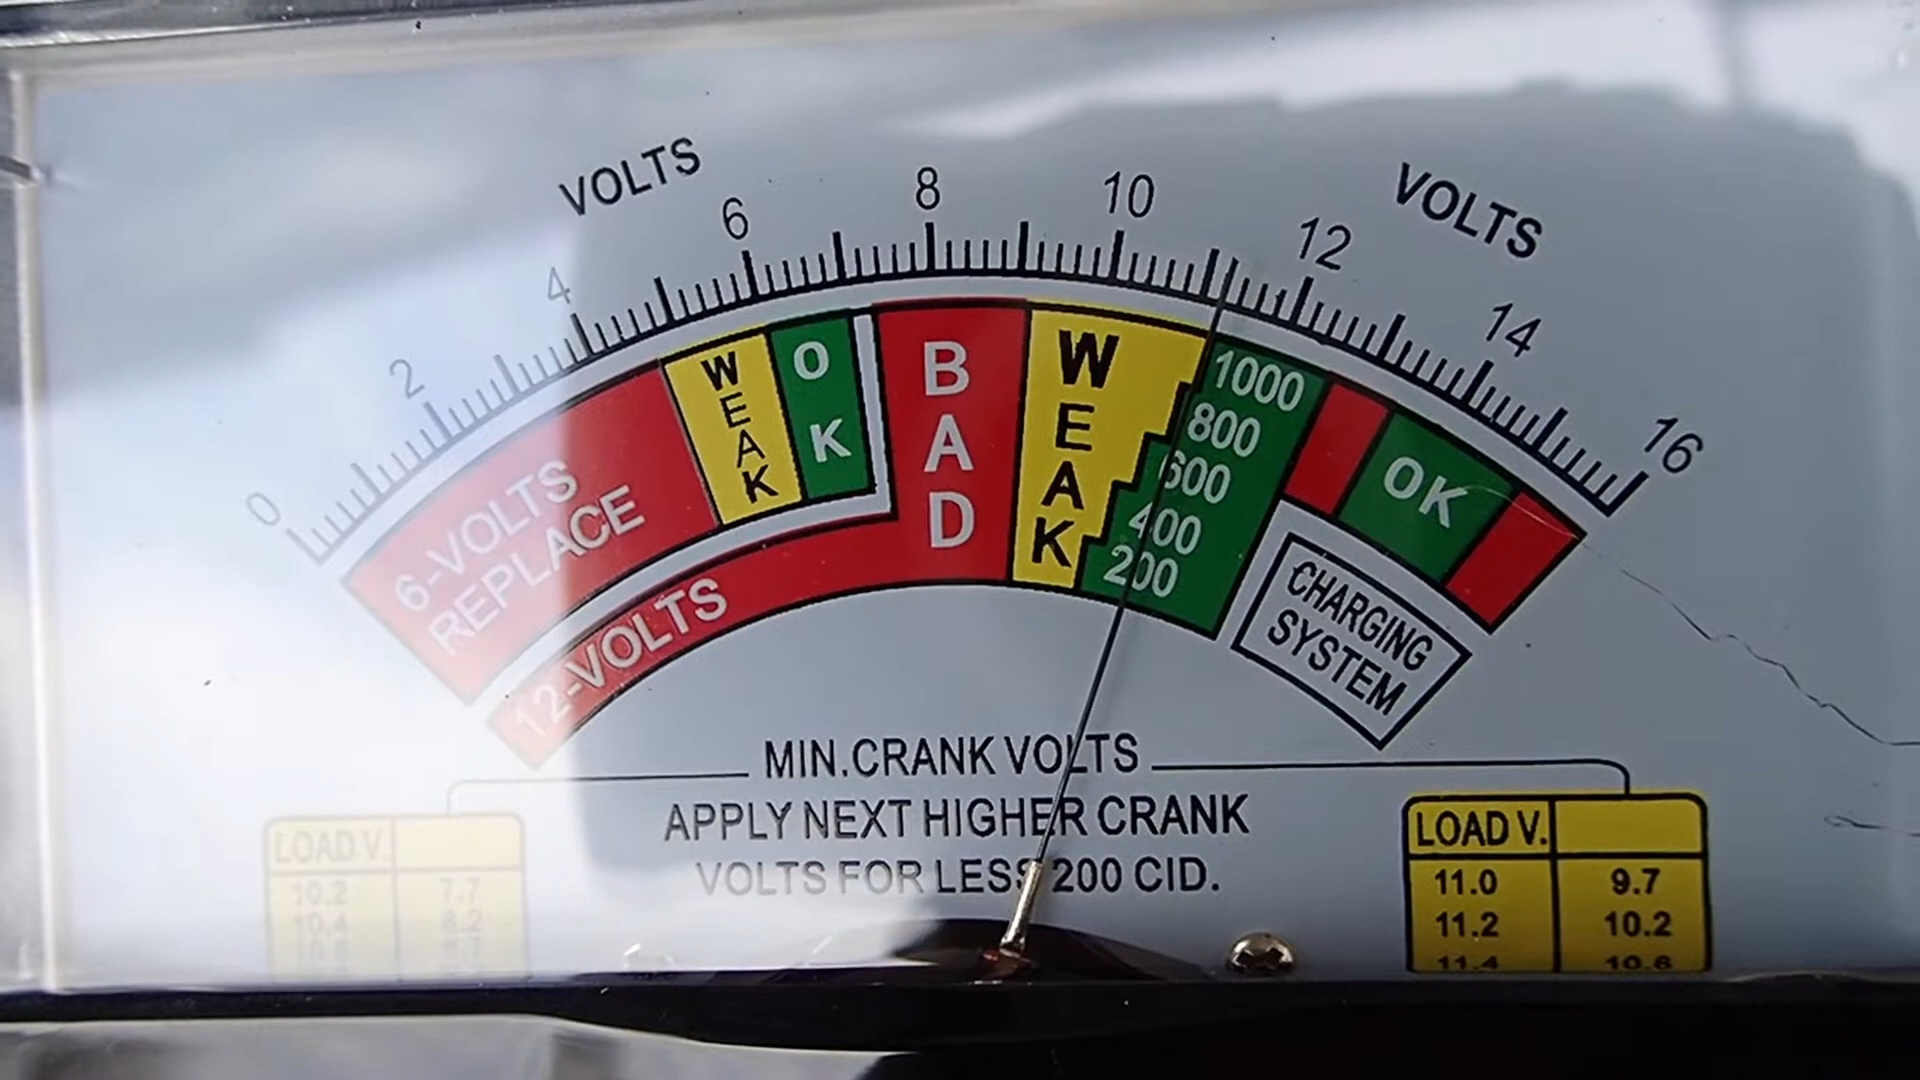 VOLTS
VOLTS
0
2
4
6
8
10
12
14
16
6-VOLTS
REPLACE
WEAK
OK
12-VOLTS
BAD
WEAK
1000
800
600
400
200
OK
CHARGING
SYSTEM
MIN.CRANK VOLTS
APPLY NEXT HIGHER CRANK
VOLTS FOR LESS 200 CID.
LOAD V.
10.2 7.7
10.4 8.2
LOAD V.
11.0 9.7
11.2 10.2
11.4 10.6